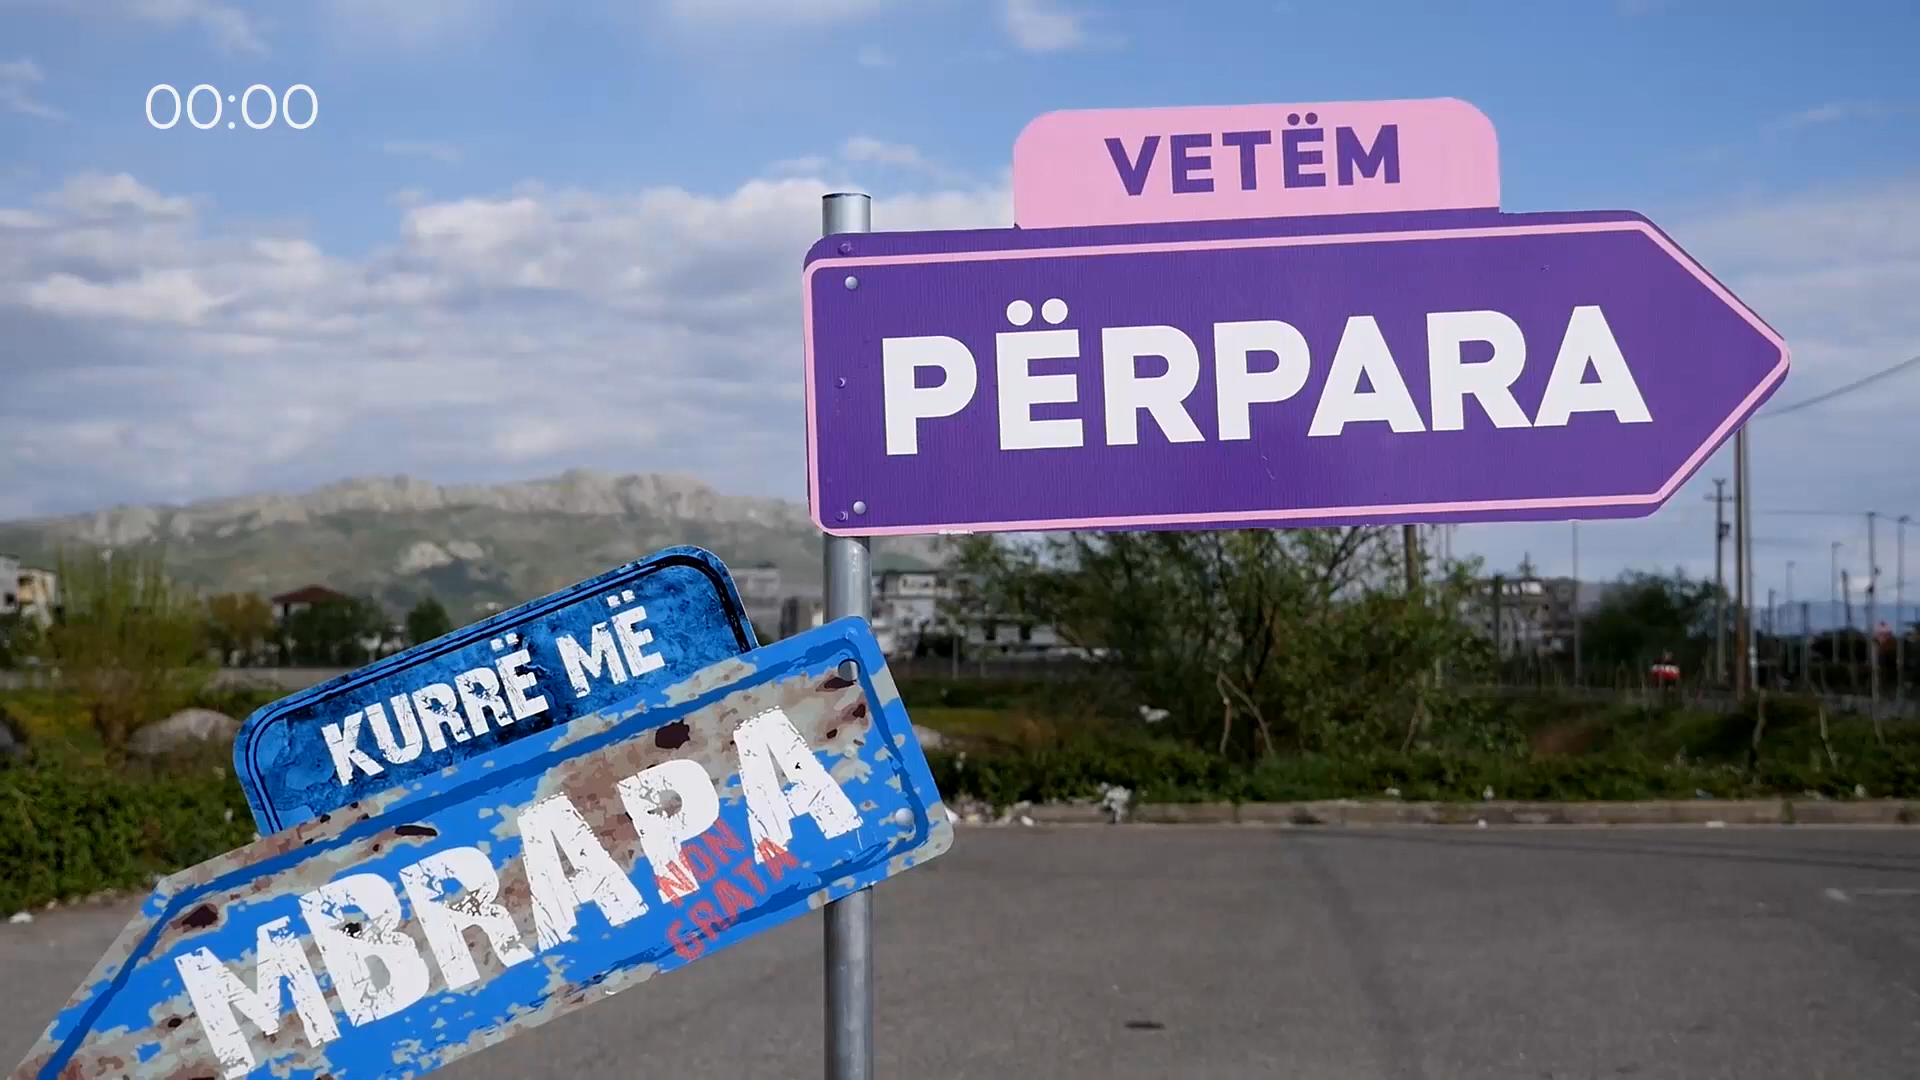 00:00
VETËM
PËRPARA
KURRË MË
MBRAPA
NON
GRATA